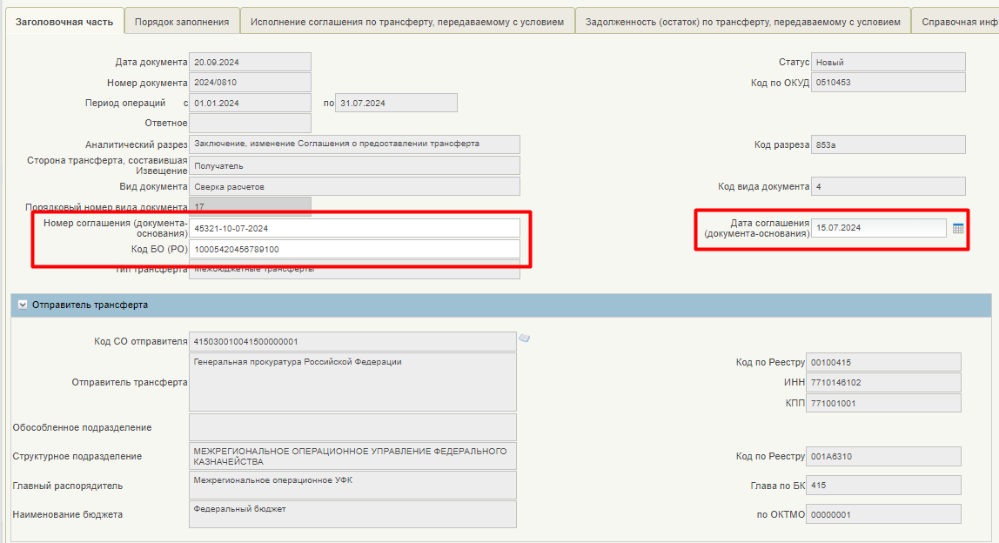 Заголовочная часть Порядок заполнения Исполнение соглашения по трансферту, передаваемому с условием Задолженность (остаток) по трансферту, передаваемому с условием Справочная инф
Дата документа 20.09.2024 Статус Новый
Номер документа 2024/0810 Код по ОКУД 0510453
Период операций с 01.01.2024 по 31.07.2024
Ответное
Аналитический разрез Заключение, изменение Соглашения о предоставлении трансферта Код разреза 853а
Сторона трансферта, составившая
Извещение Получатель
Вид документа Сверка расчетов Код вида документа 4
Порядковый номер вида документа 17
Номер соглашения (документа-
основания) 45321-10-07-2024
Дата соглашения
(документа-основания) 15.07.2024
Код БО (РО) 10005420456789100
Тип трансферта Межбюджетные трансферты
Отправитель трансферта
Код СО отправителя 415030010041500000001
Отправитель трансферта Генеральная прокуратура Российской Федерации
Код по Реестру 00100415
ИНН 7710146102
КПП 771001001
Обособленное подразделение
Структурное подразделение МЕЖРЕГИОНАЛЬНОЕ ОПЕРАЦИОННОЕ УПРАВЛЕНИЕ ФЕДЕРАЛЬНОГО
КАЗНАЧЕЙСТВА
Код по Реестру 001А6310
Главный распорядитель Межрегиональное операционное УФК Глава по БК 415
Наименование бюджета Федеральный бюджет по ОКТМО 00000001